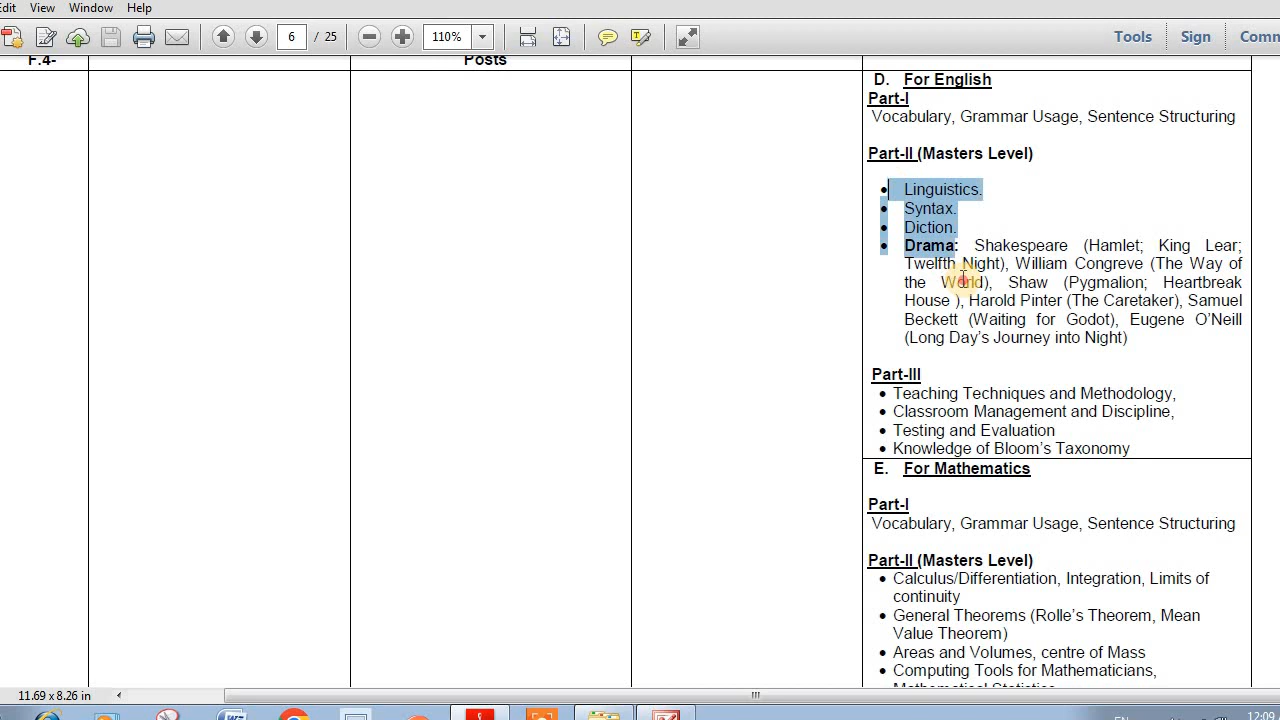 Edit View Window Help
6 / 25 110% Tools Sign Comm
F.4-
Posts
D. For English
Part-I
Vocabulary, Grammar Usage, Sentence Structuring
Part-II (Masters Level)
• Linguistics.
• Syntax.
• Diction.
• Drama: Shakespeare (Hamlet; King Lear;
Twelfth Night), William Congreve (The Way of
the World), Shaw (Pygmalion; Heartbreak
House ), Harold Pinter (The Caretaker), Samuel
Beckett (Waiting for Godot), Eugene O’Neill
(Long Day’s Journey into Night)
Part-III
• Teaching Techniques and Methodology,
• Classroom Management and Discipline,
• Testing and Evaluation
• Knowledge of Bloom’s Taxonomy
E. For Mathematics
Part-I
Vocabulary, Grammar Usage, Sentence Structuring
Part-II (Masters Level)
• Calculus/Differentiation, Integration, Limits of
continuity
• General Theorems (Rolle’s Theorem, Mean
Value Theorem)
• Areas and Volumes, centre of Mass
• Computing Tools for Mathematicians,
Mathematical Statistics
11.69 x 8.26 in
EN 12:00